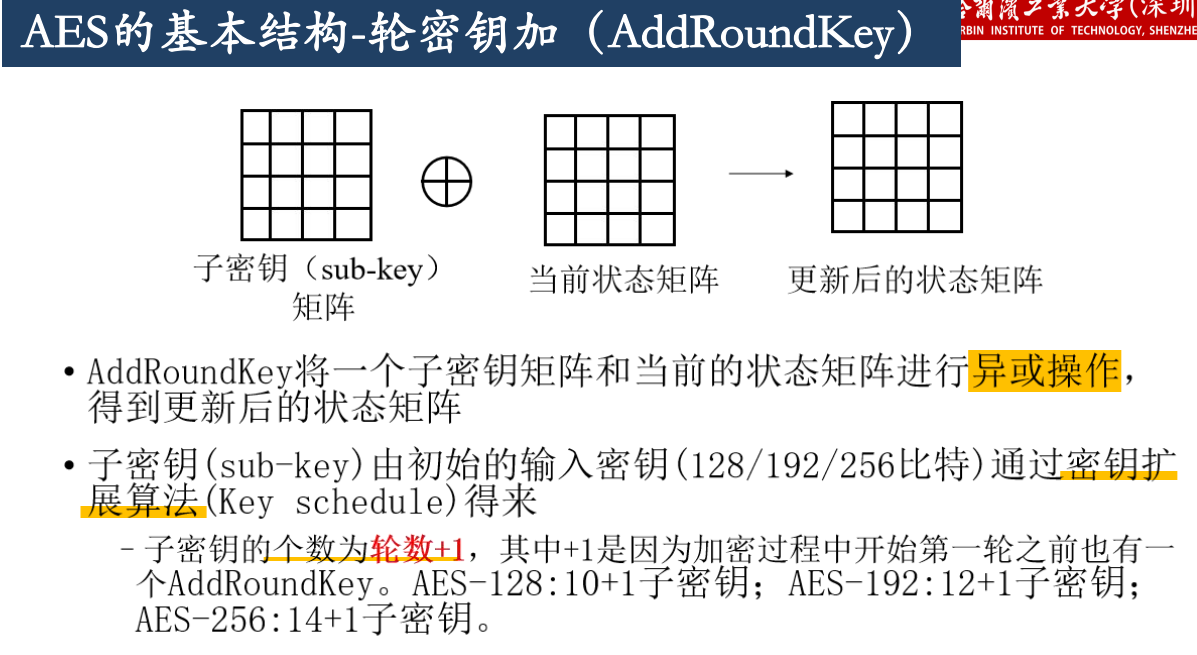 AES的基本结构-轮密钥加（AddRoundKey）
爾濱工業大学(深圳
RBIN INSTITUTE OF TECHNOLOGY, SHENZHE
子密钥（sub-key）
矩阵
当前状态矩阵
更新后的状态矩阵
• AddRoundKey将一个子密钥矩阵和当前的状态矩阵进行异或操作，
得到更新后的状态矩阵
• 子密钥(sub-key)由初始的输入密钥(128/192/256比特)通过密钥扩
展算法(Key schedule)得来
– 子密钥的个数为轮数+1，其中+1是因为加密过程中开始第一轮之前也有一
个AddRoundKey。AES-128:10+1子密钥；AES-192:12+1子密钥；
AES-256:14+1子密钥。